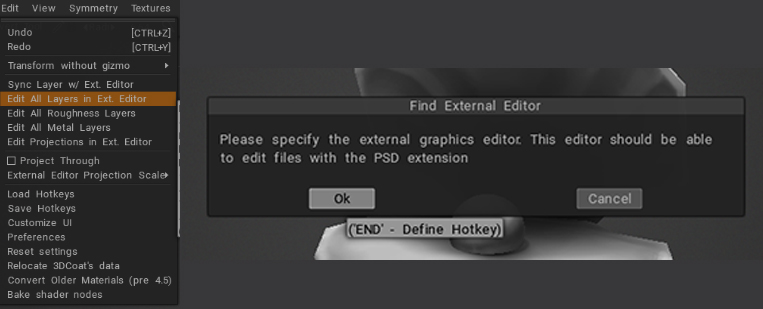 Edit View Symmetry Textures
Undo [CTRL+Z]
Redo [CTRL+Y]
Transform without gizmo
Sync Layer w/ Ext. Editor
Edit All Layers in Ext. Editor
Edit All Roughness Layers
Edit All Metal Layers
Edit Projections in Ext. Editor
Project Through
External Editor Projection Scale
Load Hotkeys
Save Hotkeys
Customize UI
Preferences
Reset settings
Relocate 3DCoat's data
Convert Older Materials (pre 4.5)
Bake shader nodes
Find External Editor
Please specify the external graphics editor. This editor should be able
to edit files with the PSD extension
Ok Cancel
('END' - Define Hotkey)